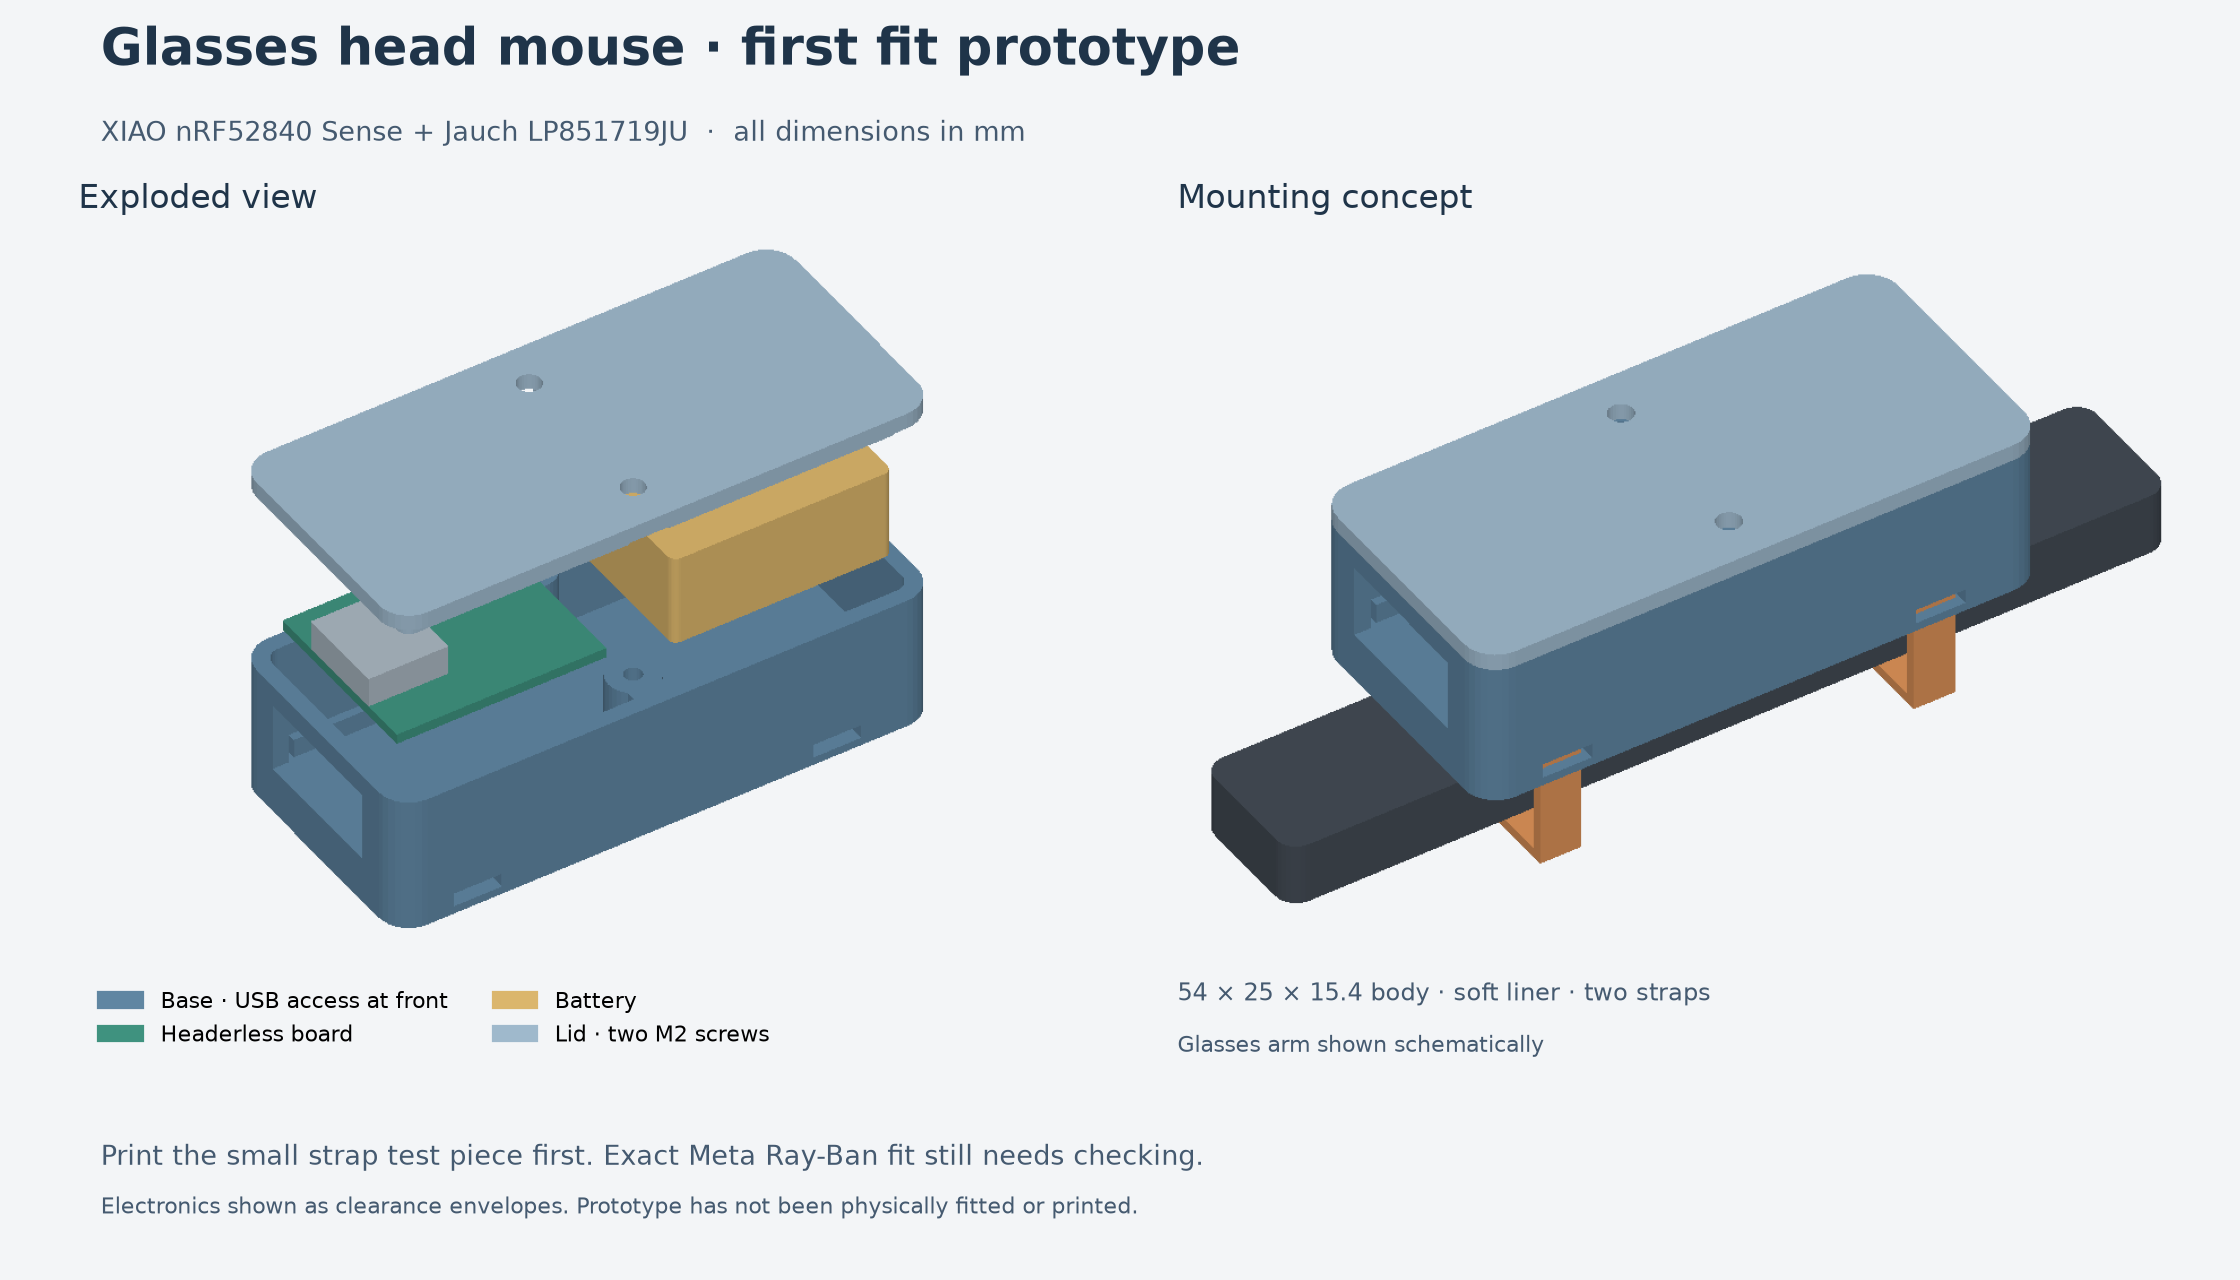 Glasses head mouse · first fit prototype
XIAO nRF52840 Sense + Jauch LP851719JU · all dimensions in mm
Exploded view
Mounting concept
Base · USB access at front
Battery
Headerless board
Lid · two M2 screws
54 × 25 × 15.4 body · soft liner · two straps
Glasses arm shown schematically
Print the small strap test piece first. Exact Meta Ray-Ban fit still needs checking.
Electronics shown as clearance envelopes. Prototype has not been physically fitted or printed.